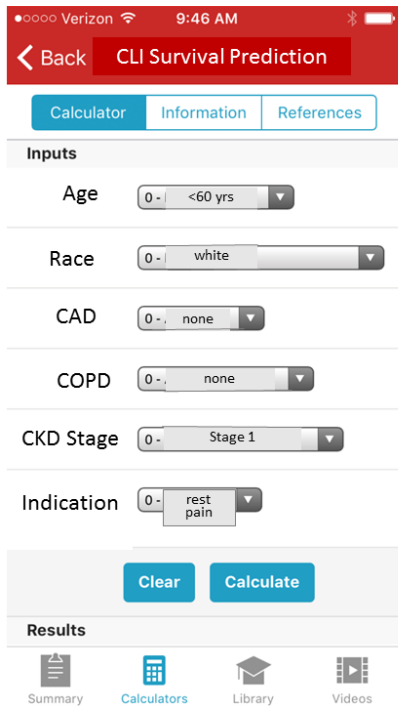 ●○○○○ Verizon 9:46 AM
Back CLI Survival Prediction
Calculator Information References
Inputs
Age 0 - <60 yrs
Race 0 - white
CAD 0 - none
COPD 0 - none
CKD Stage 0 - Stage 1
Indication 0 - rest
pain
Clear Calculate
Results
Summary Calculators Library Videos